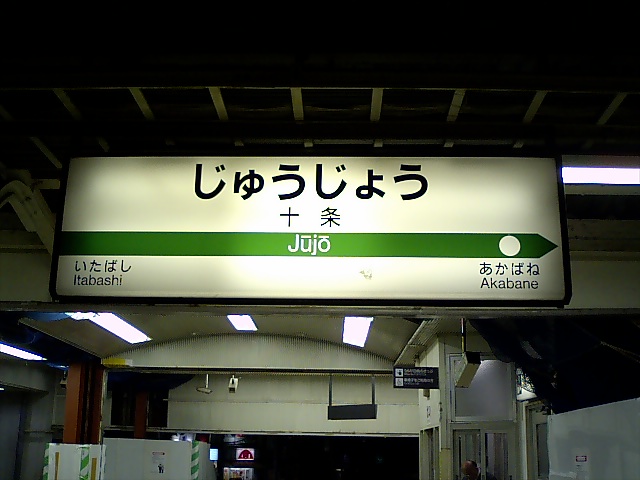 じゅうじょう
十条
Jūjō
いたばし
Itabashi
あかばね
Akabane